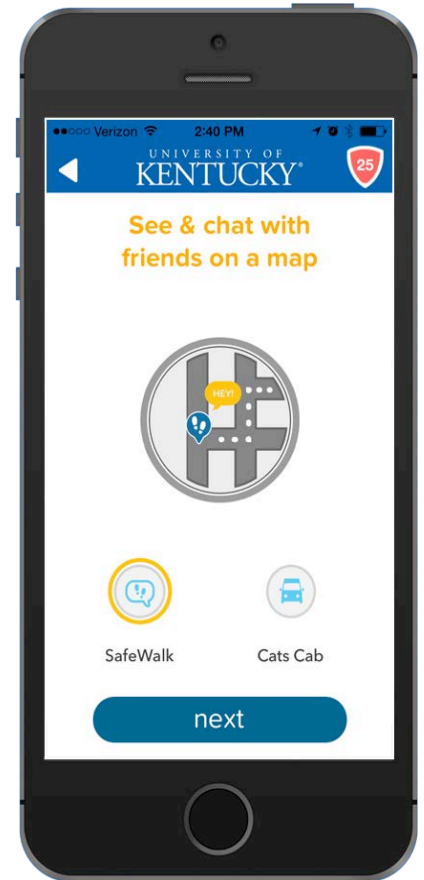 Verizon 2:40 PM
UNIVERSITY OF
KENTUCKY®
25
See & chat with
friends on a map
HEY!
SafeWalk Cats Cab
next